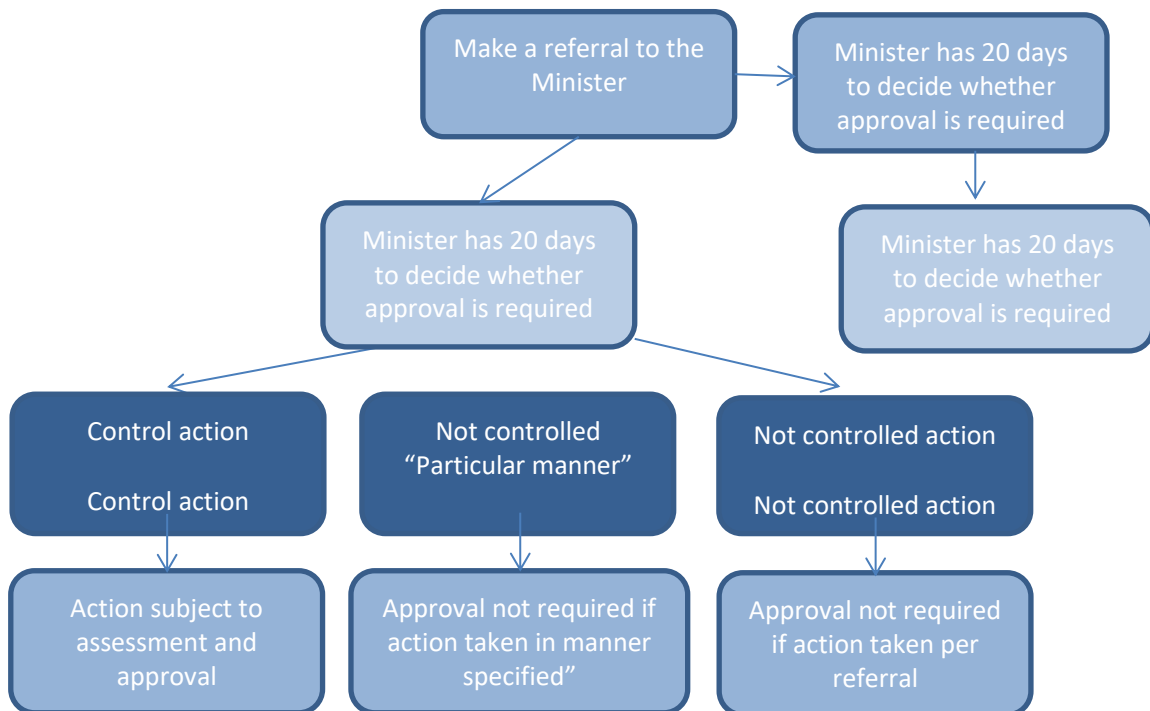 Make a referral to the
Minister
Minister has 20 days
to decide whether
approval is required
Minister has 20 days
to decide whether
approval is required
Minister has 20 days
to decide whether
approval is required
Control action
Control action
Not controlled
“Particular manner”
Not controlled action
Not controlled action
Action subject to
assessment and
approval
Approval not required if
action taken in manner
specified”
Approval not required
if action taken per
referral